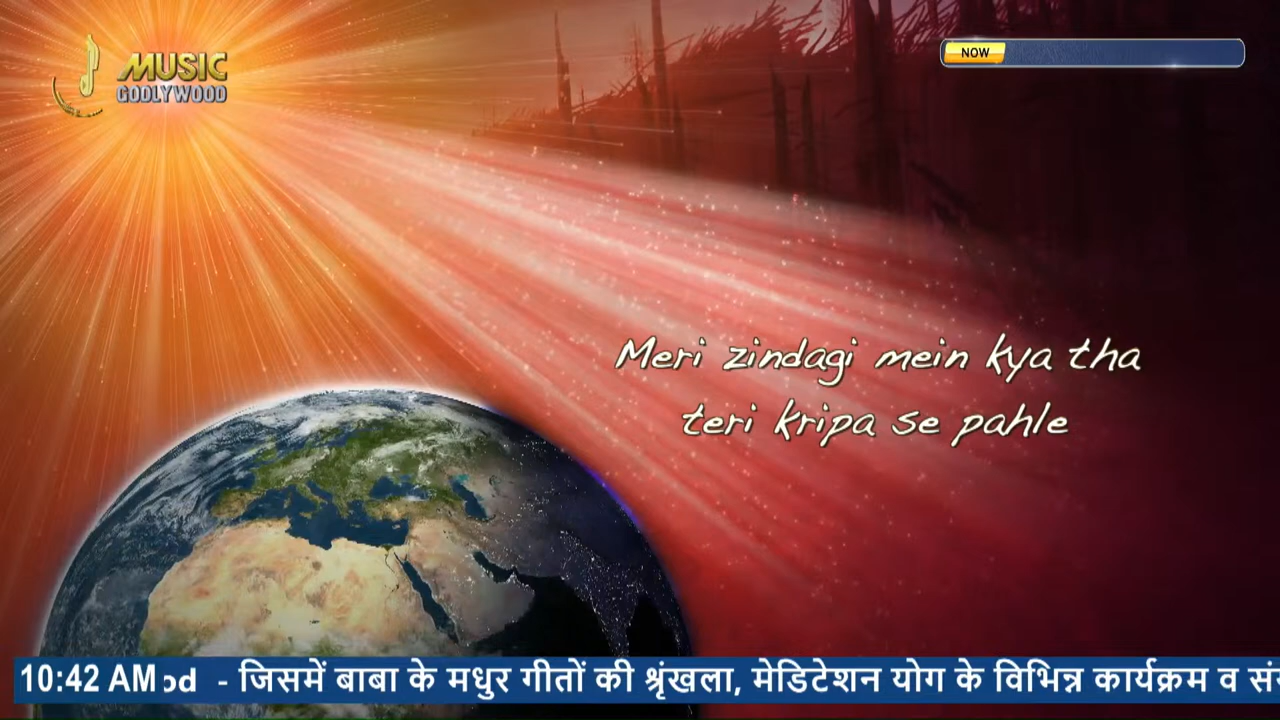 MUSIC
GODLYWOOD
NOW
Meri zindagi mein kya tha
teri kripa se pahle
10:42 AM - जिसमें बाबा के मधुर गीतों की श्रृंखला, मेडिटेशन योग के विभिन्न कार्यक्रम व